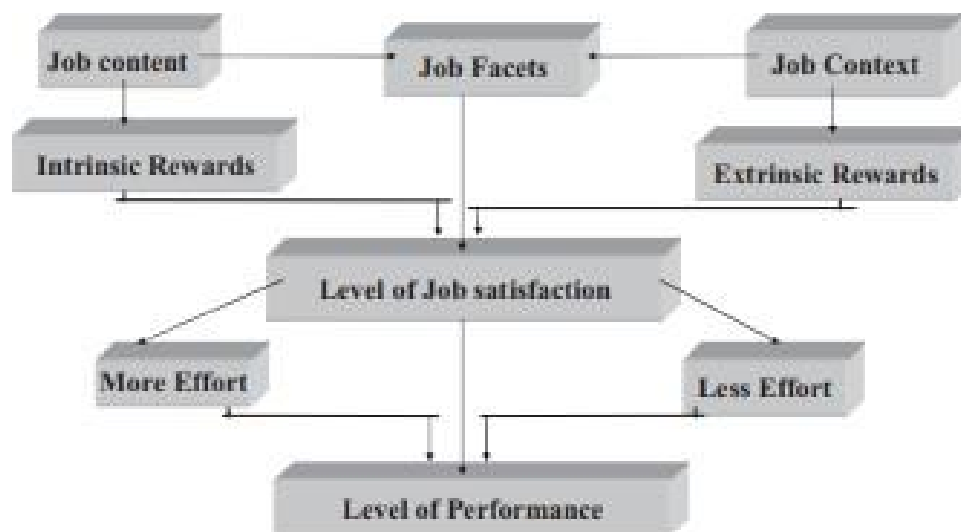 Job content
Job Facets
Job Context
Intrinsic Rewards
Extrinsic Rewards
Level of Job satisfaction
More Effort
Less Effort
Level of Performance